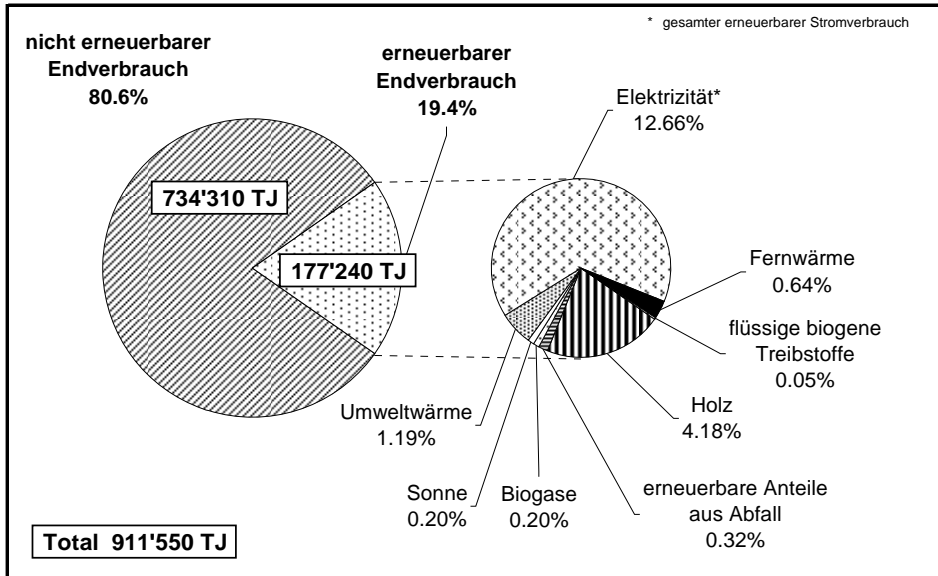 * gesamter erneuerbarer Stromverbrauch
nicht erneuerbarer
Endverbrauch
80.6%
erneuerbarer
Endverbrauch
19.4%
Elektrizität*
12.66%
734'310 TJ
177'240 TJ
Fernwärme
0.64%
flüssige biogene
Treibstoffe
0.05%
Holz
4.18%
Umweltwärme
1.19%
Sonne
0.20%
Biogase
0.20%
erneuerbare Anteile
aus Abfall
0.32%
Total 911'550 TJ